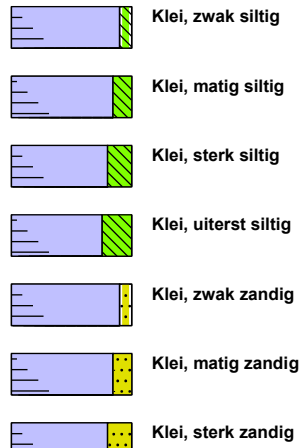 Klei, zwak siltig
Klei, matig siltig
Klei, sterk siltig
Klei, uiterst siltig
Klei, zwak zandig
Klei, matig zandig
Klei, sterk zandig